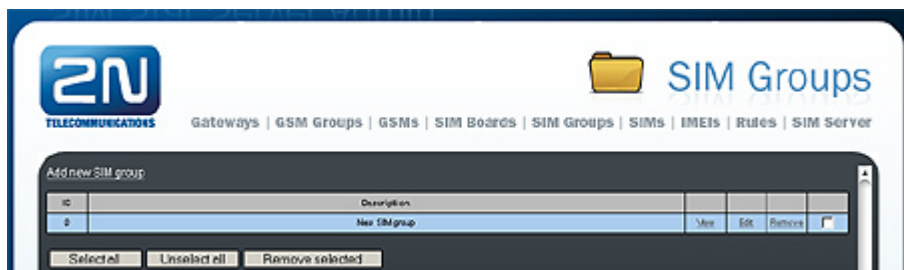 2N
TELECOMMUNICATIONS
SIM Groups
Gateways | GSM Groups | GSMs | SIM Boards | SIM Groups | SIMs | IMEIs | Rules | SIM Server
Add new SIM group
ID Description
0 New SIM group View Edit Remove
Select all Unselect all Remove selected